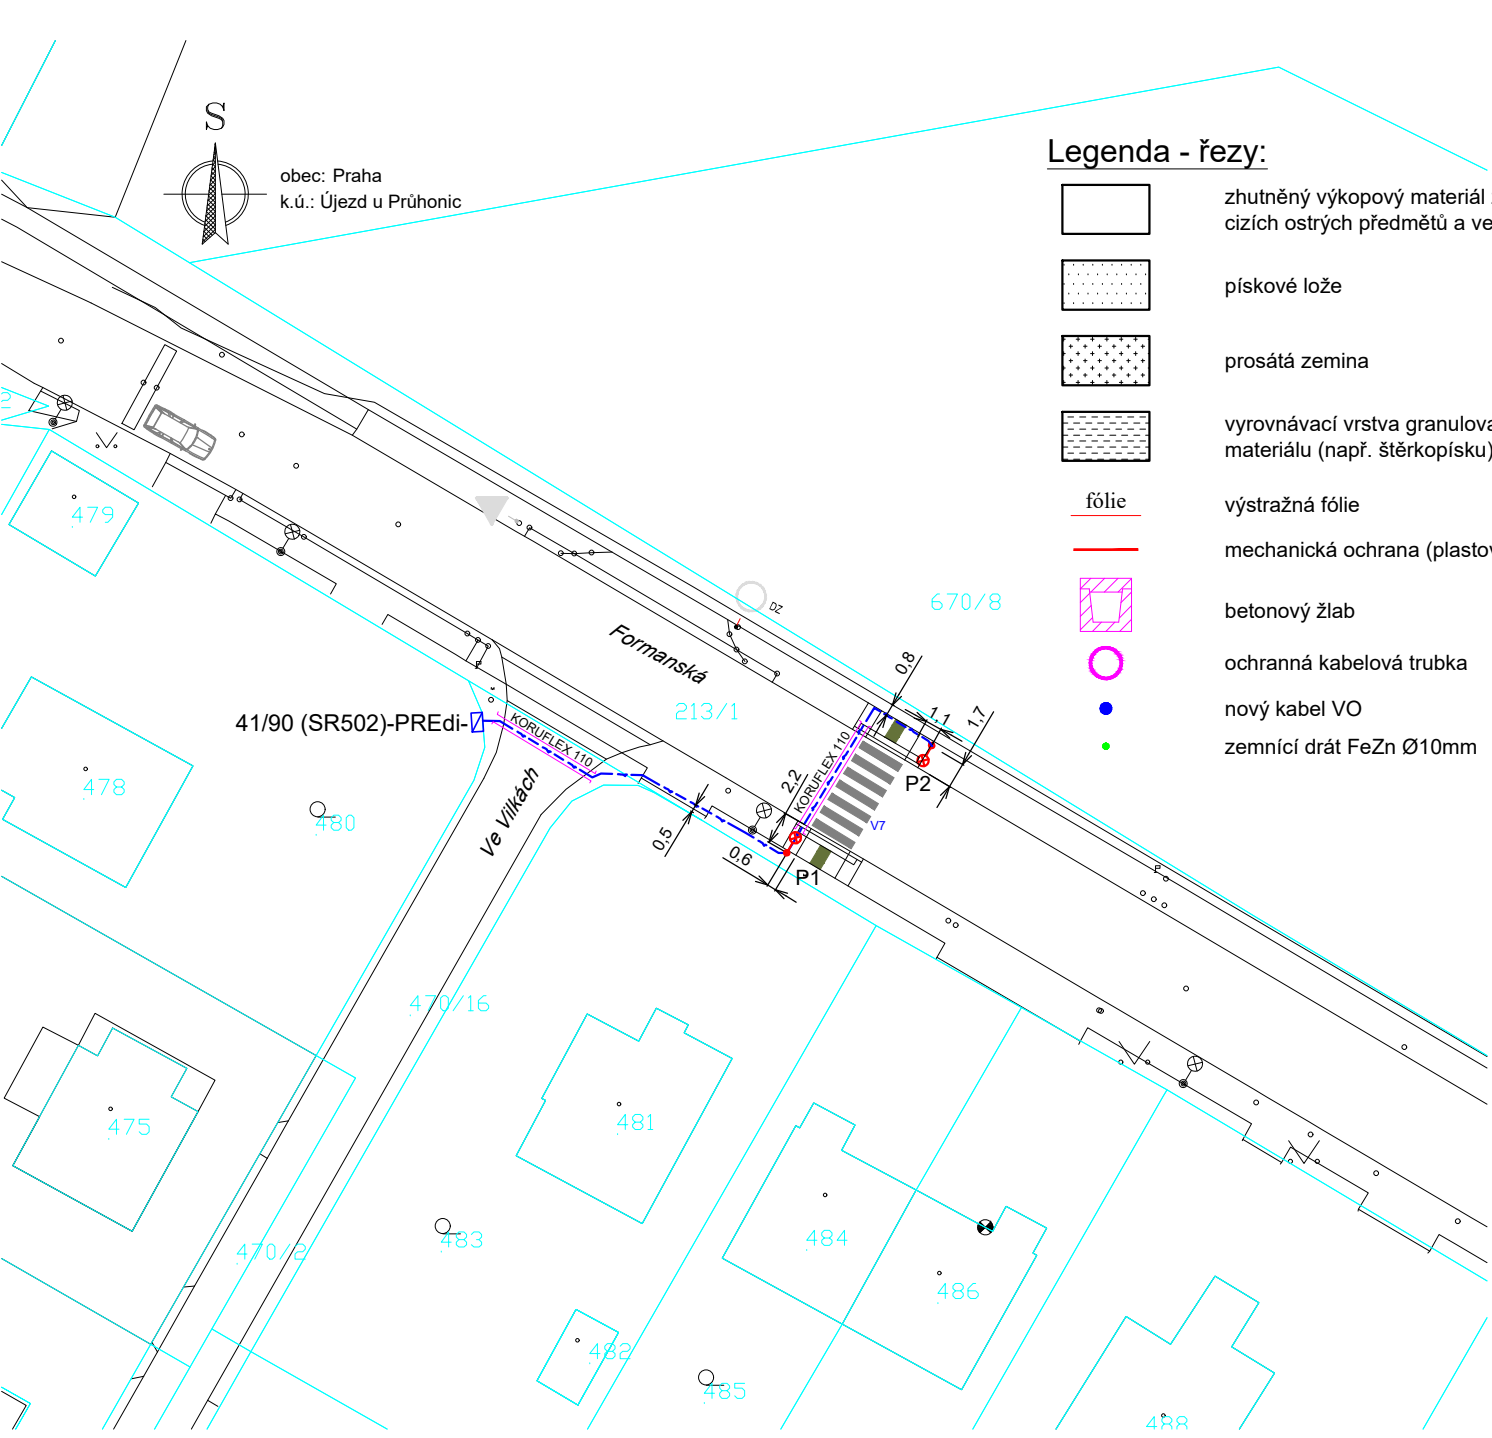 S
obec: Praha
k.ú.: Újezd u Průhonic
Legenda - řezy:
zhutněný výkopový materiál
cizích ostrých předmětů a ve
pískové lože
prosátá zemina
vyrovnávací vrstva granulova
materiálu (např. štěrkopísku)
fólie
výstražná fólie
mechanická ochrana (plastov
betonový žlab
ochranná kabelová trubka
nový kabel VO
zemnící drát FeZn Ø10mm
479
DZ
670/8
Formanská
213/1
0,8
1,1
1,7
41/90 (SR502)-PREdi-
KORUFLEX 110
KORUFLEX 110
P2
2,2
478
480
Ve Vilkách
0,5
0,6
V7
P1
470/16
475
481
483
484
470/2
486
482
485
488